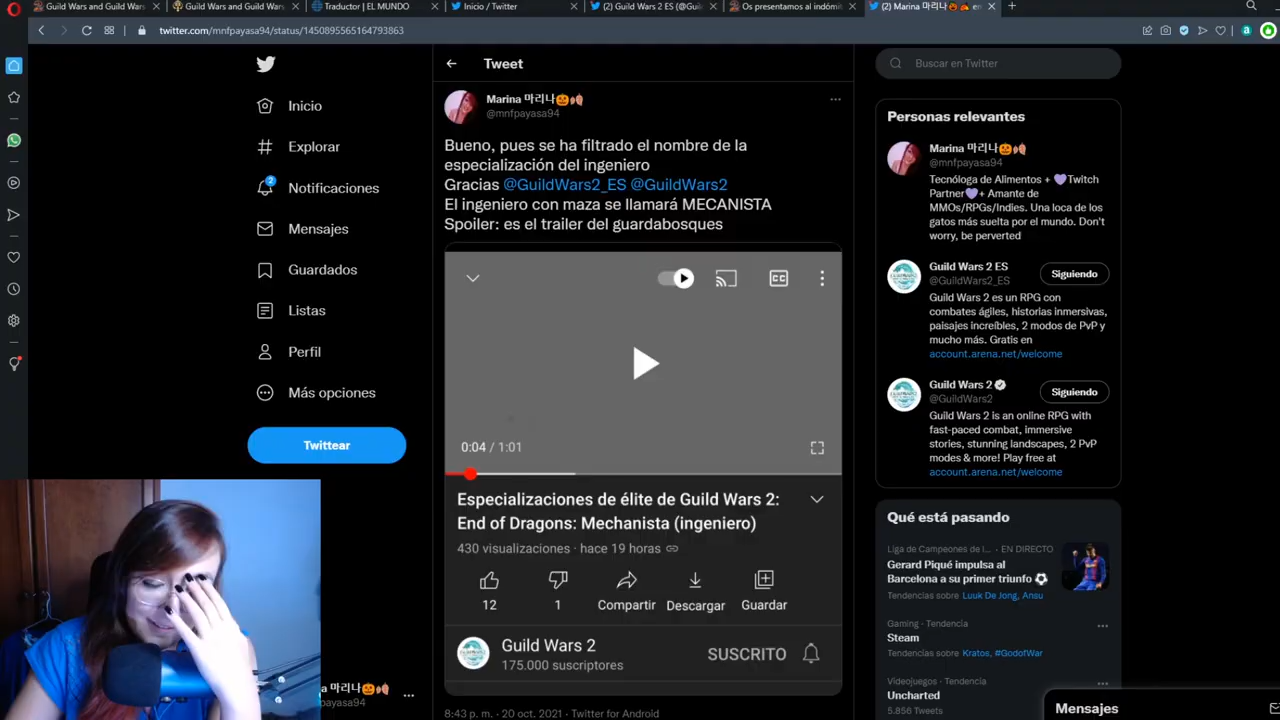 Guild Wars and Guild Wars
Guild Wars and Guild Wars
Traductor | EL MUNDO
Inicio / Twitter
(2) Guild Wars 2 ES (@Gui
Os presentamos al indómit
(2) Marina 마리나🎃🍂 en
twitter.com/mnfpayasa94/status/1450895565164793863
Inicio
Explorar
2
Notificaciones
Mensajes
Guardados
Listas
Perfil
Más opciones
Twittear
a 마리나🎃🍂
payasa94
Tweet
Marina 마리나🎃🍂
@mnfpayasa94
Bueno, pues se ha filtrado el nombre de la
especialización del ingeniero
Gracias @GuildWars2_ES @GuildWars2
El ingeniero con maza se llamará MECANISTA
Spoiler: es el trailer del guardabosques
CC
0:04 / 1:01
Especializaciones de élite de Guild Wars 2:
End of Dragons: Mechanista (ingeniero)
430 visualizaciones · hace 19 horas
12
1
Compartir
Descargar
Guardar
Guild Wars 2
175.000 suscriptores
SUSCRITO
8:43 p. m. · 20 oct. 2021 · Twitter for Android
Buscar en Twitter
Personas relevantes
Marina 마리나🎃🍂
@mnfpayasa94
Tecnóloga de Alimentos + 💜Twitch
Partner💜+ Amante de
MMOs/RPGs/Indies. Una loca de los
gatos más suelta por el mundo. Don't
worry, be perverted
Guild Wars 2 ES
@GuildWars2_ES
Siguiendo
Guild Wars 2 es un RPG con
combates ágiles, historias inmersivas,
paisajes increíbles, 2 modos de PvP y
mucho más. Gratis en
account.arena.net/welcome
Guild Wars 2
@GuildWars2
Siguiendo
Guild Wars 2 is an online RPG with
fast-paced combat, immersive
stories, stunning landscapes, 2 PvP
modes & more! Play free at
account.arena.net/welcome
Qué está pasando
Liga de Campeones de l... · EN DIRECTO
Gerard Piqué impulsa al
Barcelona a su primer triunfo ⚽
Tendencias sobre Luuk De Jong, Ansu
Gaming · Tendencia
Steam
Tendencias sobre Kratos, #GodofWar
Videojuegos · Tendencia
Uncharted
5.856 Tweets
Mensajes